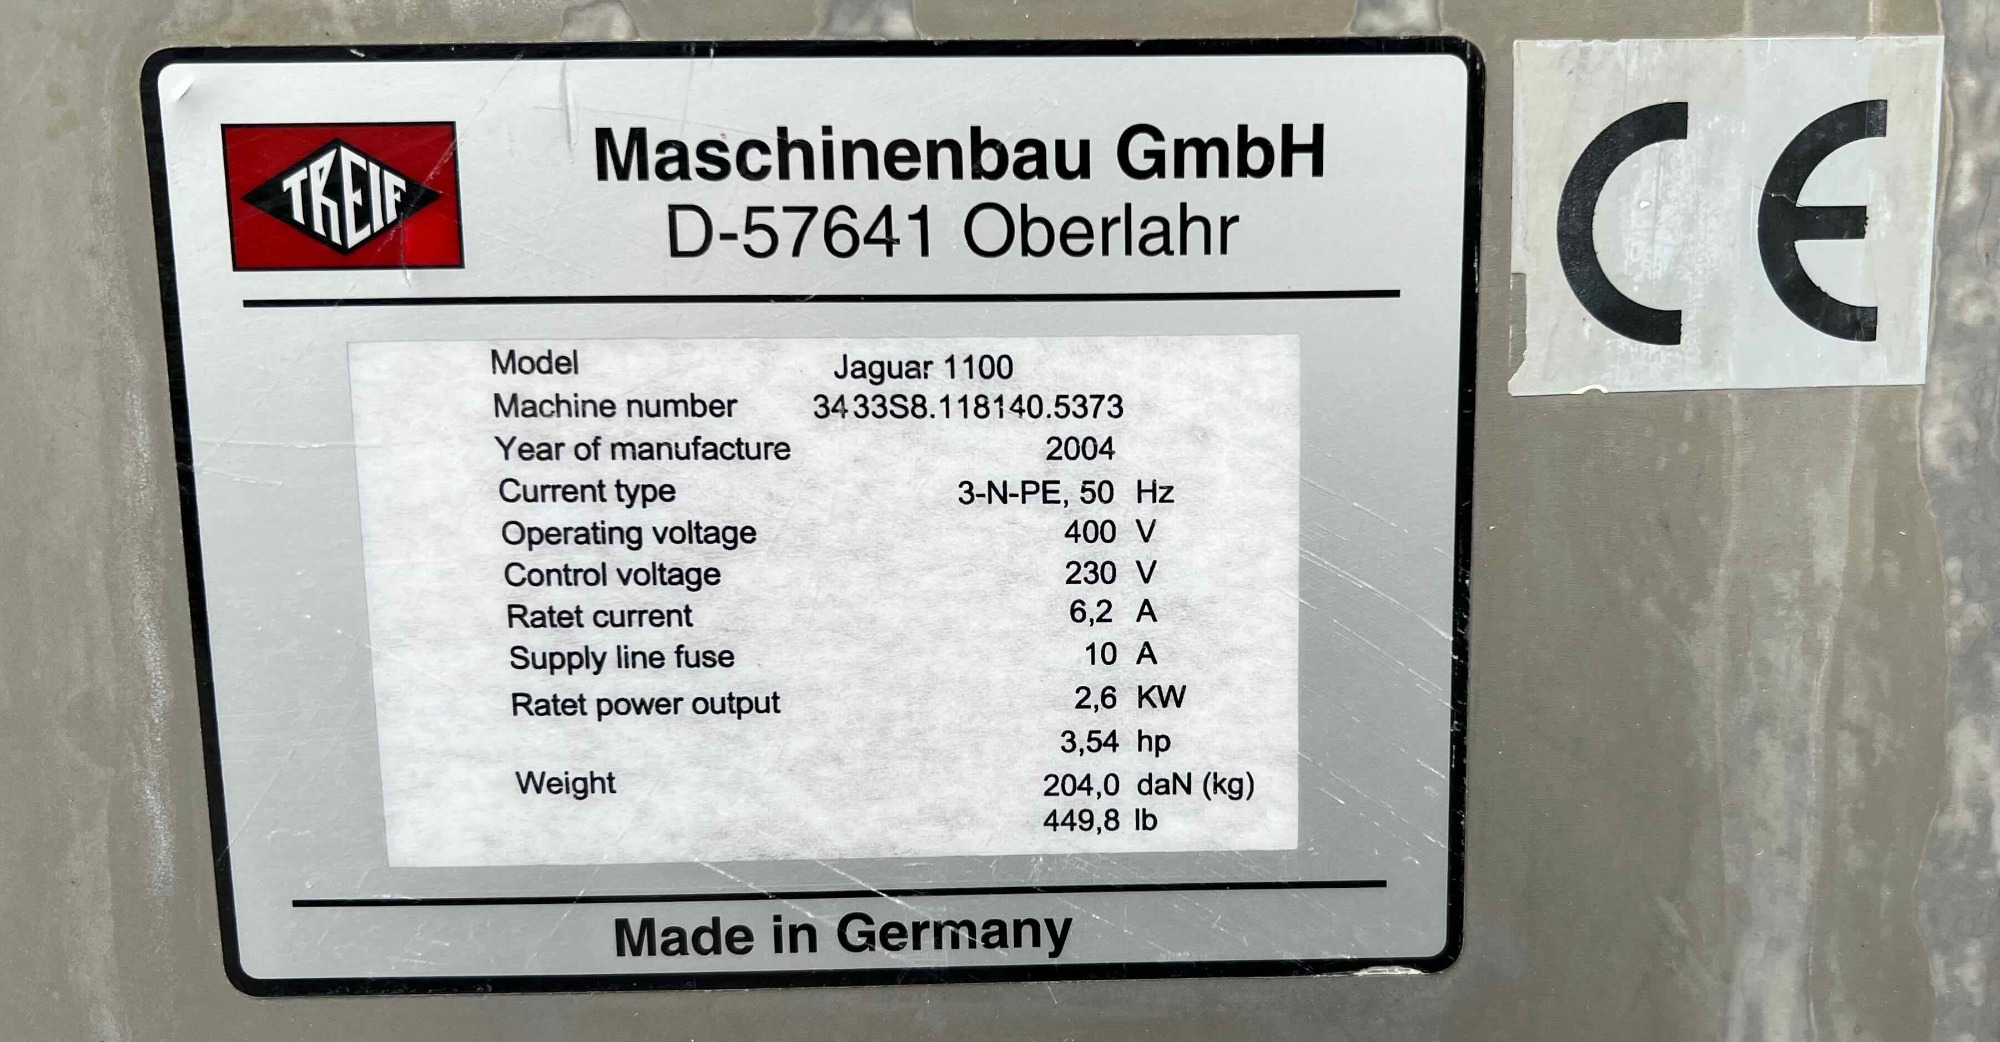 TREIF
Maschinenbau GmbH
D-57641 Oberlahr
CE
Model Jaguar 1100
Machine number 3433S8.118140.5373
Year of manufacture 2004
Current type 3-N-PE, 50 Hz
Operating voltage 400 V
Control voltage 230 V
Ratet current 6,2 A
Supply line fuse 10 A
Ratet power output 2,6 KW
3,54 hp
Weight 204,0 daN (kg)
449,8 lb
Made in Germany